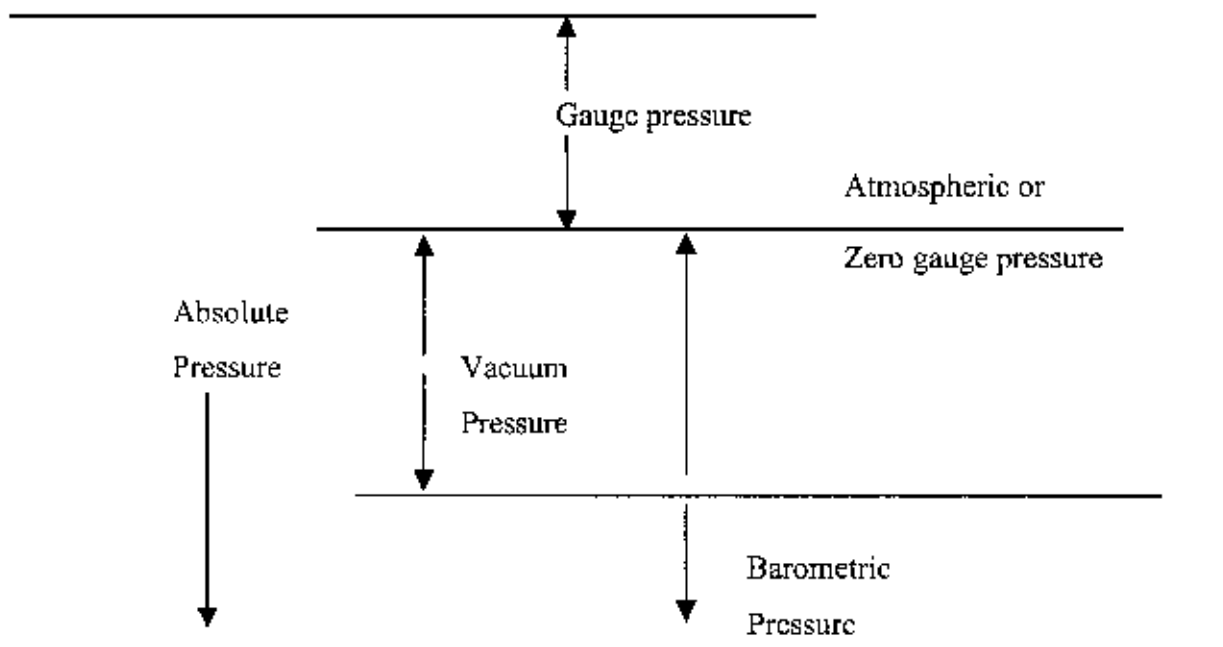 Gauge pressure
Atmospheric or
Zero gauge pressure
Absolute
Pressure
Vacuum
Pressure
Barometric
Pressure